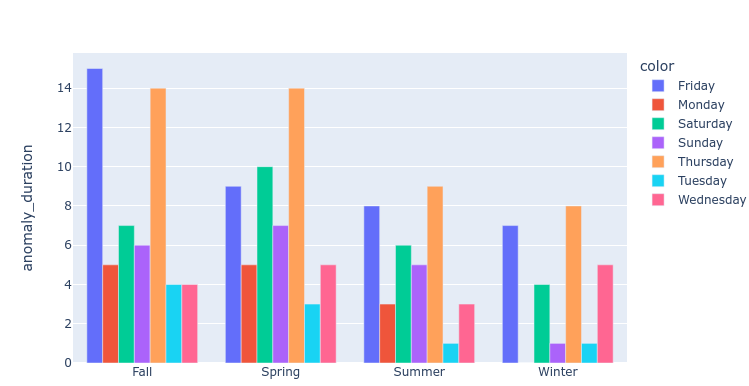 color
Friday
Monday
Saturday
Sunday
Thursday
Tuesday
Wednesday
anomaly_duration
14
12
10
8
6
4
2
0
Fall Spring Summer Winter